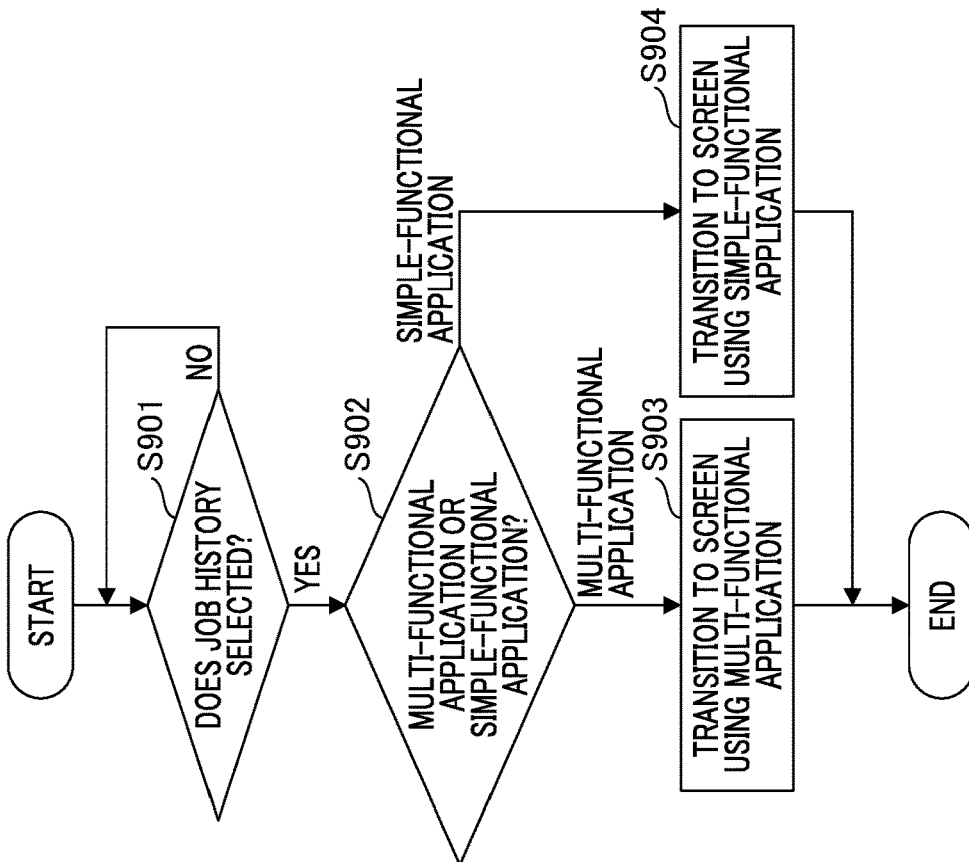 START
S901
DOES JOB HISTORY
SELECTED?
NO
YES
S902
MULTI-FUNCTIONAL
APPLICATION OR
SIMPLE-FUNCTIONAL
APPLICATION?
SIMPLE-FUNCTIONAL
APPLICATION
MULTI-FUNCTIONAL
APPLICATION
S903
TRANSITION TO SCREEN
USING MULTI-FUNCTIONAL
APPLICATION
S904
TRANSITION TO SCREEN
USING SIMPLE-FUNCTIONAL
APPLICATION
END